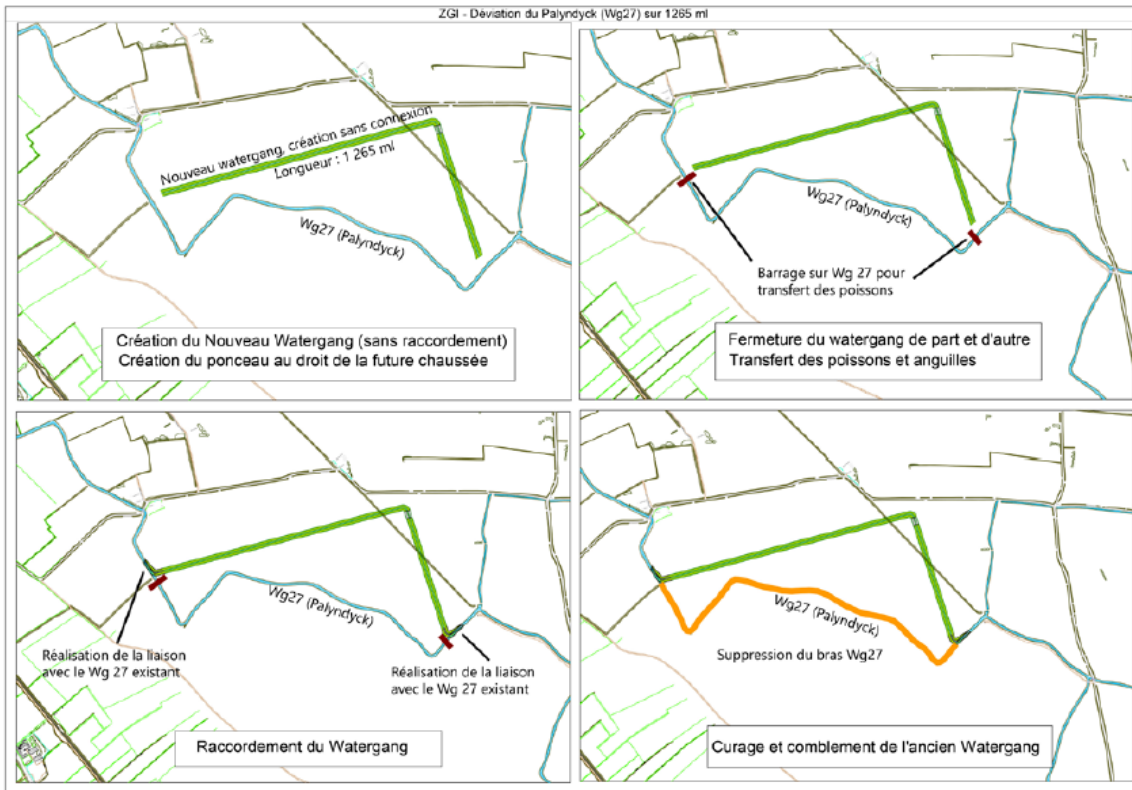 ZGI - Déviation du Palyndyck (Wg27) sur 1265 ml
Nouveau watergang, création sans connexion
Longueur : 1 265 ml
Wg27 (Palyndyck)
Création du Nouveau Watergang (sans raccordement)
Création du ponceau au droit de la future chaussée
Wg27 (Palyndyck)
Barrage sur Wg 27 pour
transfert des poissons
Fermeture du watergang de part et d'autre
Transfert des poissons et anguilles
Wg27 (Palyndyck)
Réalisation de la liaison
avec le Wg 27 existant
Réalisation de la liaison
avec le Wg 27 existant
Raccordement du Watergang
Wg27 (Palyndyck)
Suppression du bras Wg27
Curage et comblement de l'ancien Watergang